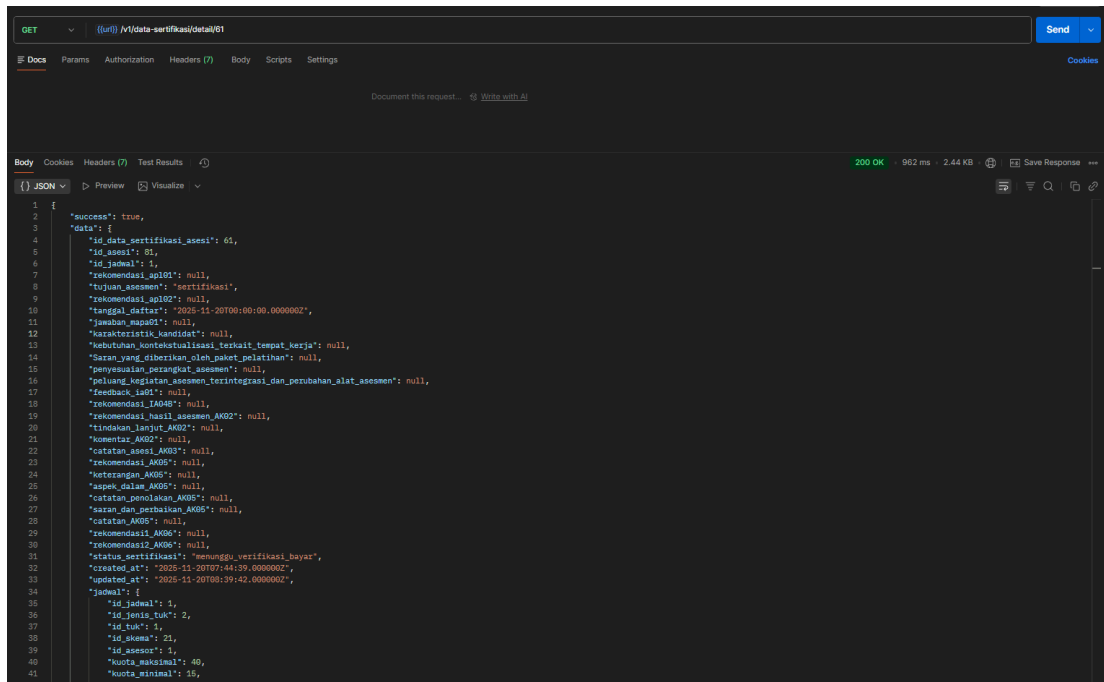 GET {{url}} /v1/data-sertifikasi/detail/61 Send
Docs Params Authorization Headers (7) Body Scripts Settings Cookies
Document this request... Write with AI
Body Cookies Headers (7) Test Results 200 OK 962 ms 2.44 KB Save Response
{} JSON Preview Visualize
1 {
2 "success": true,
3 "data": {
4 "id_data_sertifikasi_asesi": 61,
5 "id_asesi": 81,
6 "id_jadwal": 1,
7 "rekomendasi_apl01": null,
8 "tujuan_asesmen": "sertifikasi",
9 "rekomendasi_apl02": null,
10 "tanggal_daftar": "2025-11-20T00:00:00.000000Z",
11 "jawaban_mapa01": null,
12 "karakteristik_kandidat": null,
13 "kebutuhan_kontekstualisasi_terkait_tempat_kerja": null,
14 "Saran_yang_diberikan_oleh_paket_pelatihan": null,
15 "penyesuaian_perangkat_asesmen": null,
16 "peluang_kegiatan_asesmen_terintegrasi_dan_perubahan_alat_asesmen": null,
17 "feedback_ia01": null,
18 "rekomendasi_IA04B": null,
19 "rekomendasi_hasil_asesmen_AK02": null,
20 "tindakan_lanjut_AK02": null,
21 "komentar_AK02": null,
22 "catatan_asesi_AK03": null,
23 "rekomendasi_AK05": null,
24 "keterangan_AK05": null,
25 "aspek_dalam_AK05": null,
26 "catatan_penolakan_AK05": null,
27 "saran_dan_perbaikan_AK05": null,
28 "catatan_AK05": null,
29 "rekomendasi1_AK06": null,
30 "rekomendasi2_AK06": null,
31 "status_sertifikasi": "menunggu_verifikasi_bayar",
32 "created_at": "2025-11-20T07:44:39.000000Z",
33 "updated_at": "2025-11-20T08:39:42.000000Z",
34 "jadwal": {
35 "id_jadwal": 1,
36 "id_jenis_tuk": 2,
37 "id_tuk": 1,
38 "id_skema": 21,
39 "id_asesor": 1,
40 "kuota_maksimal": 40,
41 "kuota_minimal": 15,